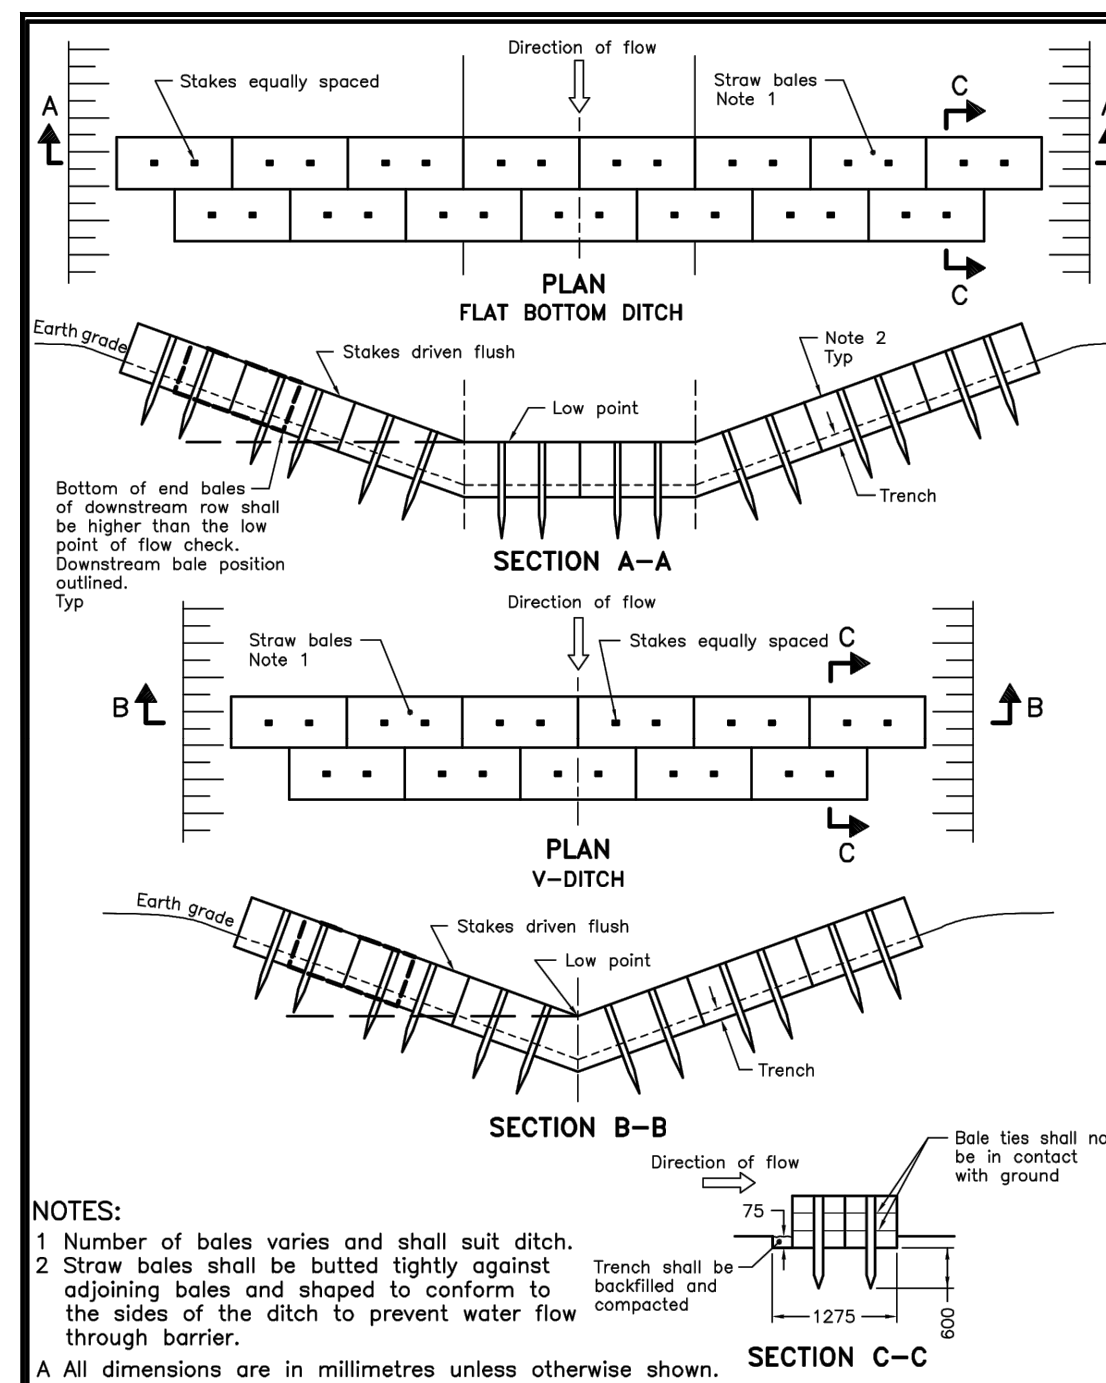 Direction of flow
Stakes equally spaced
Straw bales
Note 1
C
A
C
PLAN
FLAT BOTTOM DITCH
Earth grade
Stakes driven flush
Note 2
Typ
Low point
Bottom of end bales
of downstream row shall
be higher than the low
point of flow check.
Downstream bale position
outlined.
Typ
Trench
SECTION A-A
Direction of flow
Straw bales
Note 1
Stakes equally spaced
C
B
B
C
PLAN
V-DITCH
Earth grade
Stakes driven flush
Low point
Trench
SECTION B-B
Direction of flow
Bale ties shall
be in contact
with ground
75
Trench shall be
backfilled and
compacted
1275
600
SECTION C-C
NOTES:
1 Number of bales varies and shall suit ditch.
2 Straw bales shall be butted tightly against
adjoining bales and shaped to conform to
the sides of the ditch to prevent water flow
through barrier.
A All dimensions are in millimetres unless otherwise shown.